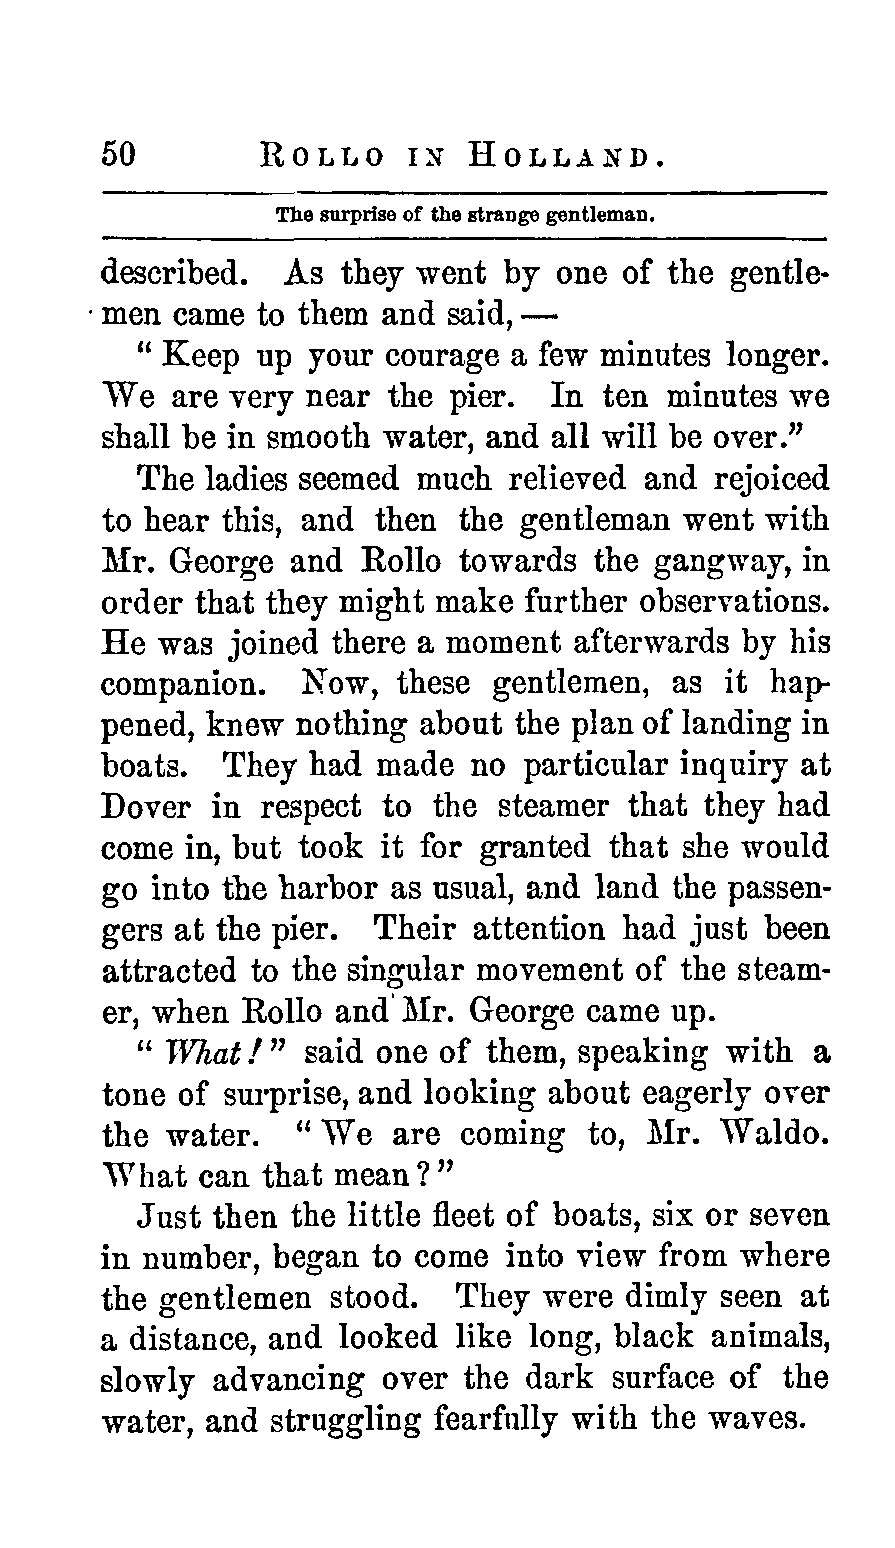 50 ROLLO IN HOLLAND.
The surprise of the strange gentleman.
described. As they went by one of the gentle-
men came to them and said,—
“Keep up your courage a few minutes longer.
We are very near the pier. In ten minutes we
shall be in smooth water, and all will be over.”
The ladies seemed much relieved and rejoiced
to hear this, and then the gentleman went with
Mr. George and Rollo towards the gangway, in
order that they might make further observations.
He was joined there a moment afterwards by his
companion. Now, these gentlemen, as it hap-
pened, knew nothing about the plan of landing in
boats. They had made no particular inquiry at
Dover in respect to the steamer that they had
come in, but took it for granted that she would
go into the harbor as usual, and land the passen-
gers at the pier. Their attention had just been
attracted to the singular movement of the steam-
er, when Rollo and Mr. George came up.
“What!” said one of them, speaking with a
tone of surprise, and looking about eagerly over
the water. “We are coming to, Mr. Waldo.
What can that mean?”
Just then the little fleet of boats, six or seven
in number, began to come into view from where
the gentlemen stood. They were dimly seen at
a distance, and looked like long, black animals,
slowly advancing over the dark surface of the
water, and struggling fearfully with the waves.